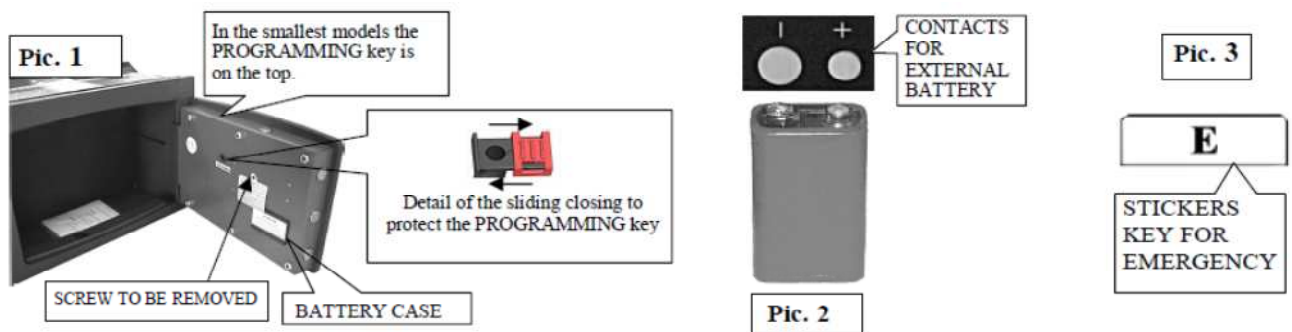 Pic. 1
In the smallest models the
PROGRAMMING key is
on the top.
Detail of the sliding closing to
protect the PROGRAMMING key
SCREW TO BE REMOVED
BATTERY CASE
- +
CONTACTS
FOR
EXTERNAL
BATTERY
Pic. 2
Pic. 3
E
STICKERS
KEY FOR
EMERGENCY